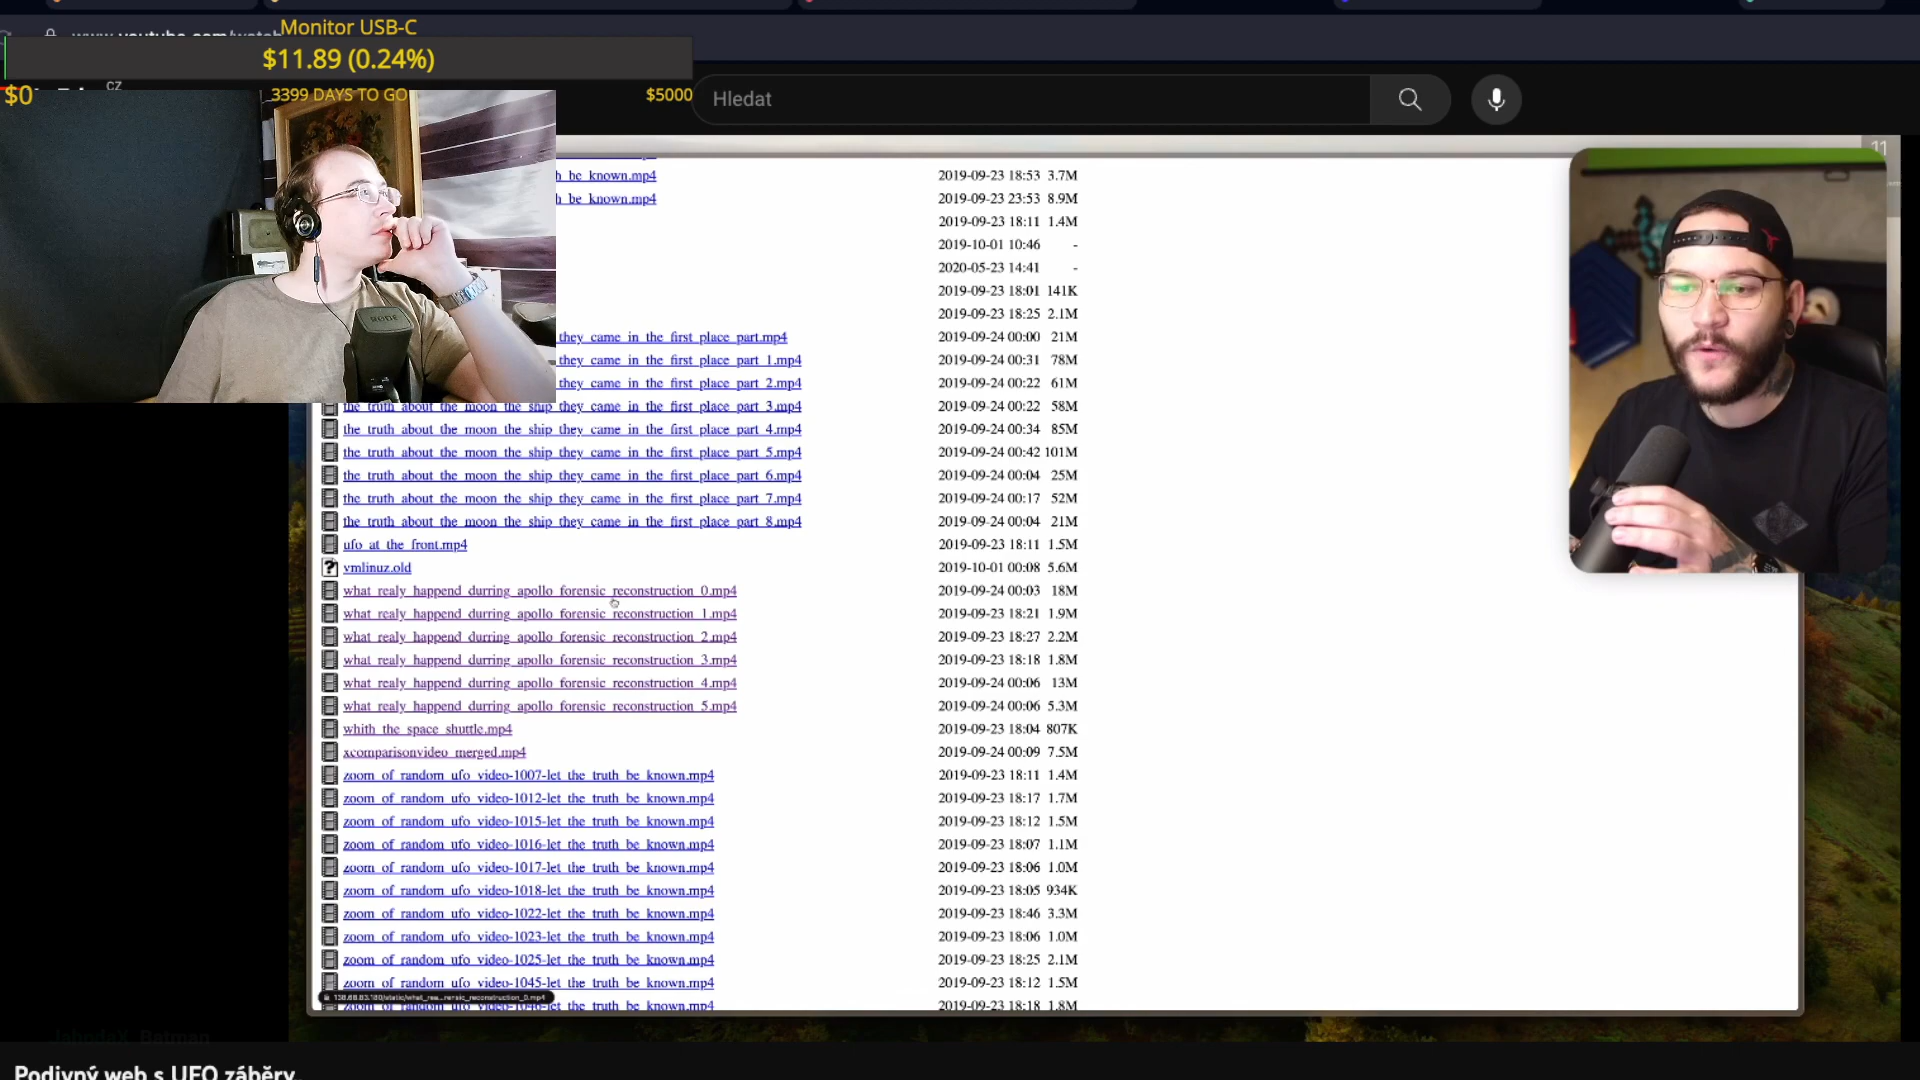 Monitor USB-C
$11.89 (0.24%)
$0
CZ
3399 DAYS TO GO
$5000
Hledat
11
h_be_known.mp4 2019-09-23 18:53 3.7M
h_be_known.mp4 2019-09-23 23:53 8.9M
2019-09-23 18:11 1.4M
2019-10-01 10:46 -
2020-05-23 14:41 -
2019-09-23 18:01 141K
2019-09-23 18:25 2.1M
they_came_in_the_first_place_part.mp4 2019-09-24 00:00 21M
they_came_in_the_first_place_part_1.mp4 2019-09-24 00:31 78M
they_came_in_the_first_place_part_2.mp4 2019-09-24 00:22 61M
the_truth_about_the_moon_the_ship_they_came_in_the_first_place_part_3.mp4 2019-09-24 00:22 58M
the_truth_about_the_moon_the_ship_they_came_in_the_first_place_part_4.mp4 2019-09-24 00:34 85M
the_truth_about_the_moon_the_ship_they_came_in_the_first_place_part_5.mp4 2019-09-24 00:42 101M
the_truth_about_the_moon_the_ship_they_came_in_the_first_place_part_6.mp4 2019-09-24 00:04 25M
the_truth_about_the_moon_the_ship_they_came_in_the_first_place_part_7.mp4 2019-09-24 00:17 52M
the_truth_about_the_moon_the_ship_they_came_in_the_first_place_part_8.mp4 2019-09-24 00:04 21M
ufo_at_the_front.mp4 2019-09-23 18:11 1.5M
vmlinuz.old 2019-10-01 00:08 5.6M
what_realy_happend_durring_apollo_forensic_reconstruction_0.mp4 2019-09-24 00:03 18M
what_realy_happend_durring_apollo_forensic_reconstruction_1.mp4 2019-09-23 18:21 1.9M
what_realy_happend_durring_apollo_forensic_reconstruction_2.mp4 2019-09-23 18:27 2.2M
what_realy_happend_durring_apollo_forensic_reconstruction_3.mp4 2019-09-23 18:18 1.8M
what_realy_happend_durring_apollo_forensic_reconstruction_4.mp4 2019-09-24 00:06 13M
what_realy_happend_durring_apollo_forensic_reconstruction_5.mp4 2019-09-24 00:06 5.3M
whith_the_space_shuttle.mp4 2019-09-23 18:04 807K
xcomparisonvideo_merged.mp4 2019-09-24 00:09 7.5M
zoom_of_random_ufo_video-1007-let_the_truth_be_known.mp4 2019-09-23 18:11 1.4M
zoom_of_random_ufo_video-1012-let_the_truth_be_known.mp4 2019-09-23 18:17 1.7M
zoom_of_random_ufo_video-1015-let_the_truth_be_known.mp4 2019-09-23 18:12 1.5M
zoom_of_random_ufo_video-1016-let_the_truth_be_known.mp4 2019-09-23 18:07 1.1M
zoom_of_random_ufo_video-1017-let_the_truth_be_known.mp4 2019-09-23 18:06 1.0M
zoom_of_random_ufo_video-1018-let_the_truth_be_known.mp4 2019-09-23 18:05 934K
zoom_of_random_ufo_video-1022-let_the_truth_be_known.mp4 2019-09-23 18:46 3.3M
zoom_of_random_ufo_video-1023-let_the_truth_be_known.mp4 2019-09-23 18:06 1.0M
zoom_of_random_ufo_video-1025-let_the_truth_be_known.mp4 2019-09-23 18:25 2.1M
zoom_of_random_ufo_video-1045-let_the_truth_be_known.mp4 2019-09-23 18:12 1.5M
2019-09-23 18:18 1.8M
Batman
Podivný web s UFO záběry..